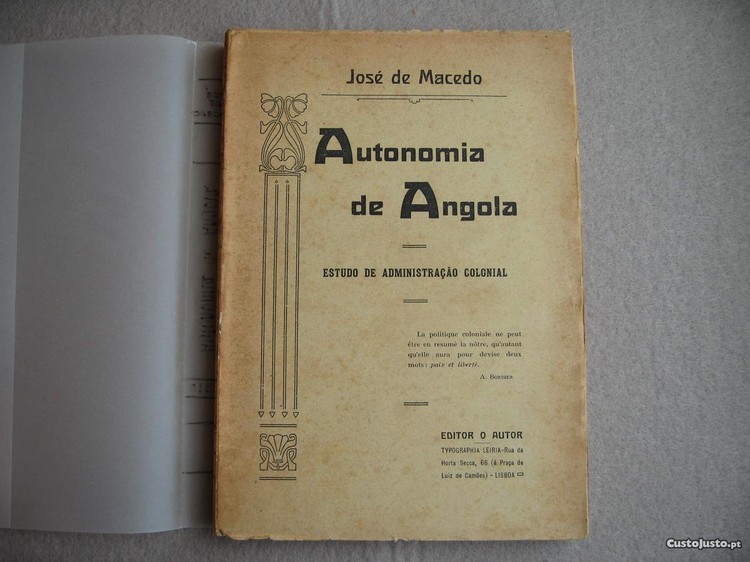 José de Macedo
Autonomia
de Angola
ESTUDO DE ADMINISTRAÇÃO COLONIAL
La politique coloniale ne peut
être en resumé la nôtre, qu'autant
qu'elle aura pour devise deux
mots: paix et liberté.
A. Bordier
EDITOR O AUTOR
TYPOGRAPHIA LEIRIA-Rua da
Horta Secca, 66 (á Praça de
Luiz de Camões) - LISBOA
CustoJusto.pt